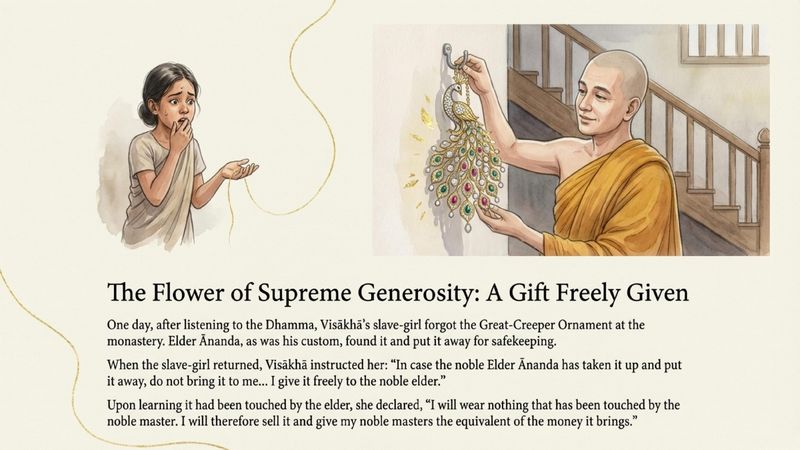 The Flower of Supreme Generosity: A Gift Freely Given
One day, after listening to the Dhamma, Visākhā’s slave-girl forgot the Great-Creeper Ornament at the
monastery. Elder Ānanda, as was his custom, found it and put it away for safekeeping.
When the slave-girl returned, Visākhā instructed her: “In case the noble Elder Ānanda has taken it up and put
it away, do not bring it to me... I give it freely to the noble elder.”
Upon learning it had been touched by the elder, she declared, “I will wear nothing that has been touched by the
noble master. I will therefore sell it and give my noble masters the equivalent of the money it brings.”